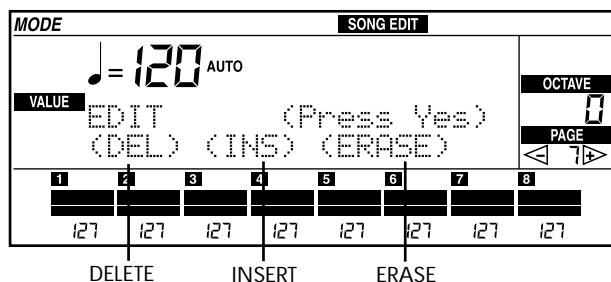 MODE SONG EDIT
♩= 120 AUTO
OCTAVE
VALUE 0
EDIT (Press Yes)
PAGE
(DEL) (INS) (ERASE) - 7 +
1 2 3 4 5 6 7 8
127 127 127 127 127 127 127 127
DELETE INSERT ERASE